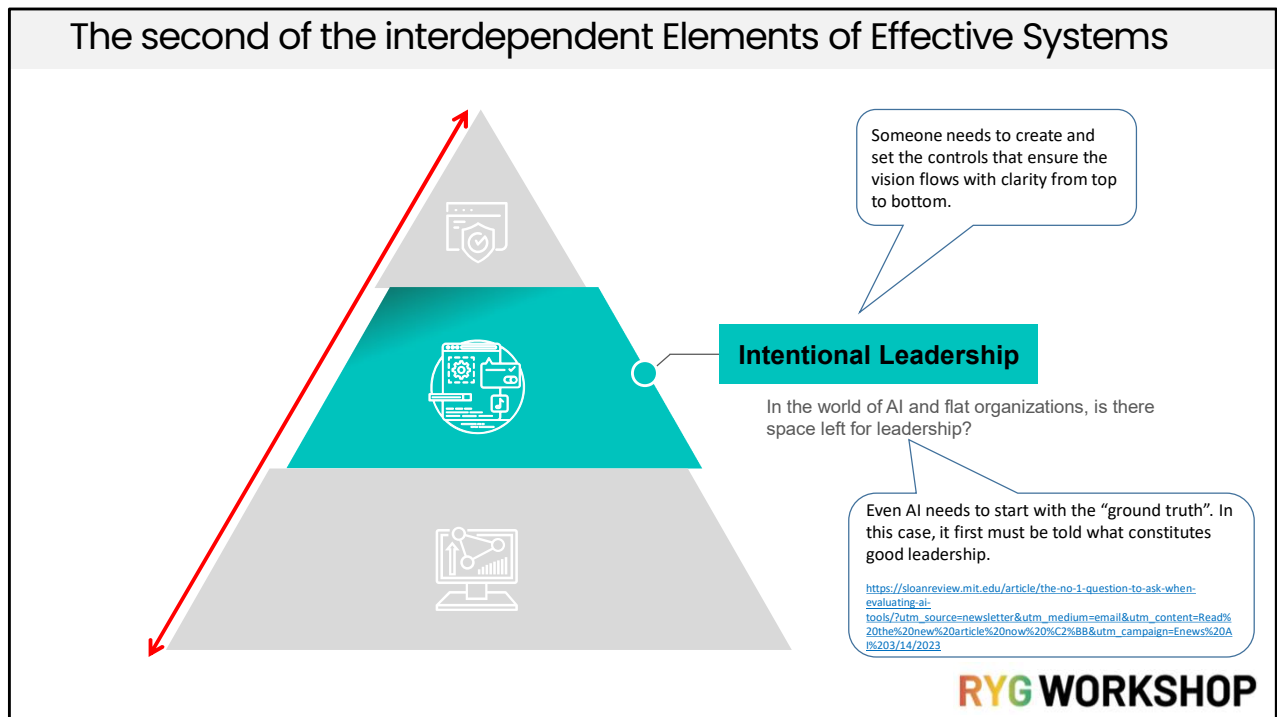 The second of the interdependent Elements of Effective Systems
Someone needs to create and
set the controls that ensure the
vision flows with clarity from top
to bottom.
Intentional Leadership
In the world of AI and flat organizations, is there
space left for leadership?
Even AI needs to start with the “ground truth”. In
this case, it first must be told what constitutes
good leadership.
https://sloanreview.mit.edu/article/the-no-1-question-to-ask-when-
evaluating-ai-
tools/?utm_source=newsletter&utm_medium=email&utm_content=Read%
20the%20new%20article%20now%20%C2%BB&utm_campaign=Enews%20A
I%203/14/2023
RYG WORKSHOP